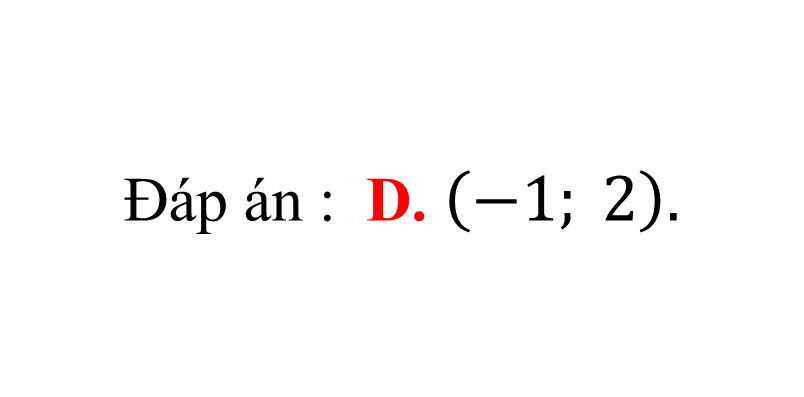 Đáp án : D. (−1; 2).